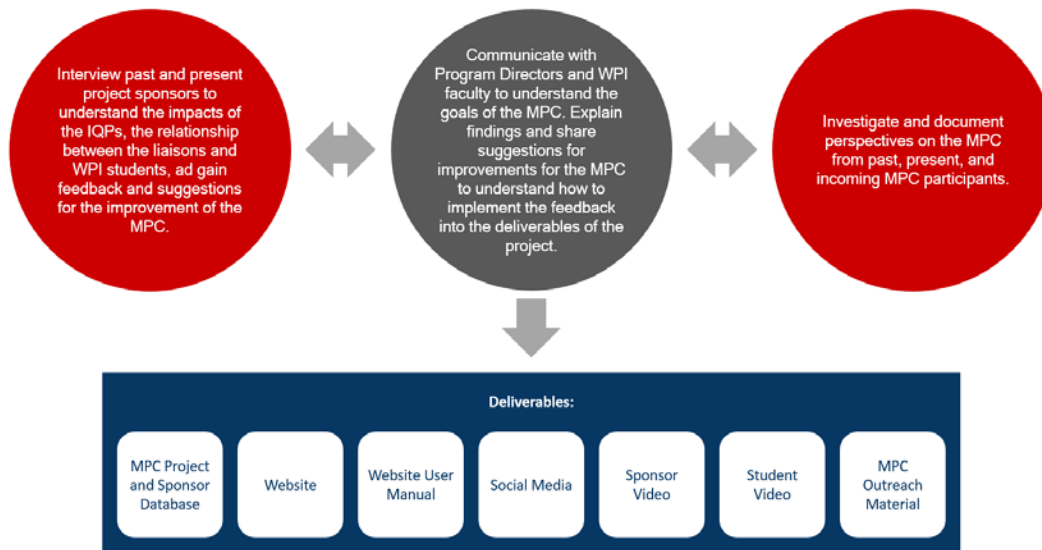 Interview past and present
project sponsors to
understand the impacts of
the IQPs, the relationship
between the liaisons and
WPI students, ad gain
feedback and suggestions
for the improvement of the
MPC.
Communicate with
Program Directors and WPI
faculty to understand the
goals of the MPC. Explain
findings and share
suggestions for
improvements for the MPC
to understand how to
implement the feedback
into the deliverables of the
project.
Investigate and document
perspectives on the MPC
from past, present, and
incoming MPC participants.
Deliverables:
MPC Project
and Sponsor
Database
Website
Website User
Manual
Social Media
Sponsor
Video
Student
Video
MPC
Outreach
Material